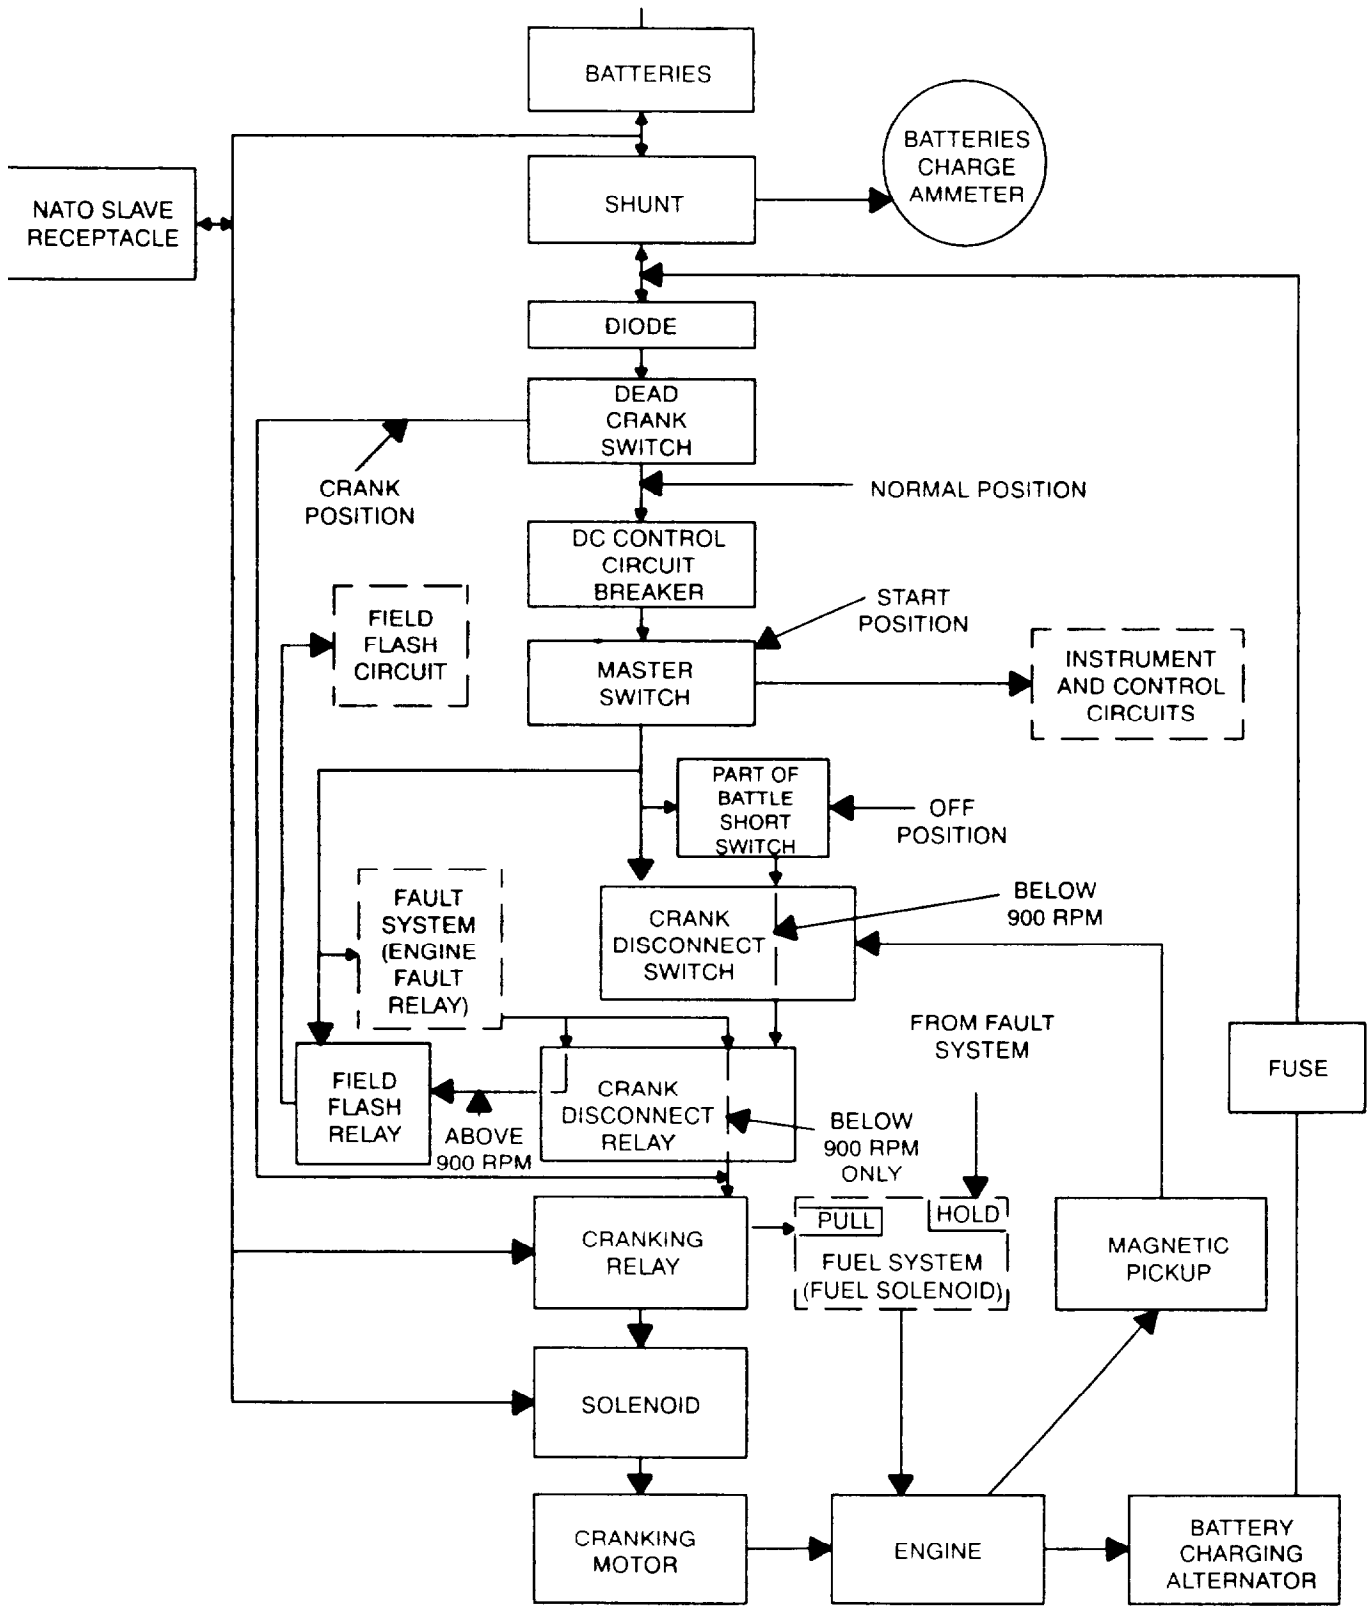 BATTERIES
BATTERIES
CHARGE
AMMETER
NATO SLAVE
RECEPTACLE
SHUNT
DIODE
DEAD
CRANK
SWITCH
CRANK
POSITION
NORMAL POSITION
DC CONTROL
CIRCUIT
BREAKER
START
POSITION
FIELD
FLASH
CIRCUIT
MASTER
SWITCH
INSTRUMENT
AND CONTROL
CIRCUITS
PART OF
BATTLE
SHORT
SWITCH
OFF
POSITION
FAULT
SYSTEM
(ENGINE
FAULT
RELAY)
CRANK
DISCONNECT
SWITCH
BELOW
900 RPM
FROM FAULT
SYSTEM
FUSE
FIELD
FLASH
RELAY
ABOVE
900 RPM
CRANK
DISCONNECT
RELAY
BELOW
900 RPM
ONLY
CRANKING
RELAY
PULL
HOLD
FUEL SYSTEM
(FUEL SOLENOID)
MAGNETIC
PICKUP
SOLENOID
CRANKING
MOTOR
ENGINE
BATTERY
CHARGING
ALTERNATOR